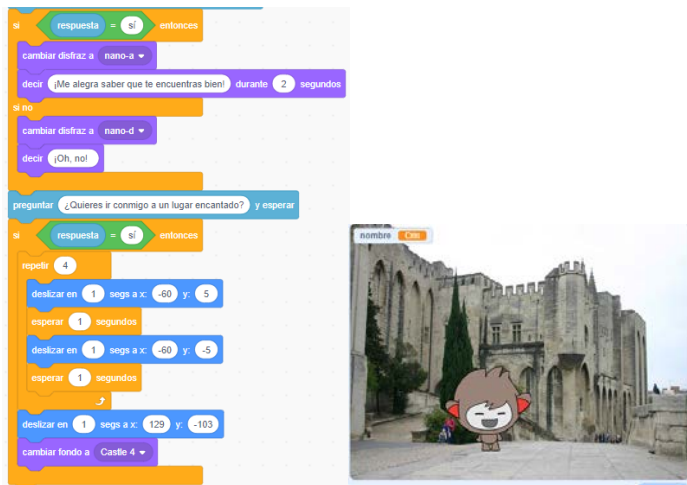 si respuesta = sí entonces
cambiar disfraz a nano-a
decir ¡Me alegra saber que te encuentras bien! durante 2 segundos
si no
cambiar disfraz a nano-d
decir ¡Oh, no!
preguntar ¿Quieres ir conmigo a un lugar encantado? y esperar
si respuesta = sí entonces
repetir 4
deslizar en 1 segs a x: -60 y: 5
esperar 1 segundos
deslizar en 1 segs a x: -60 y: -5
esperar 1 segundos
deslizar en 1 segs a x: 129 y: -103
cambiar fondo a Castle 4
nombre